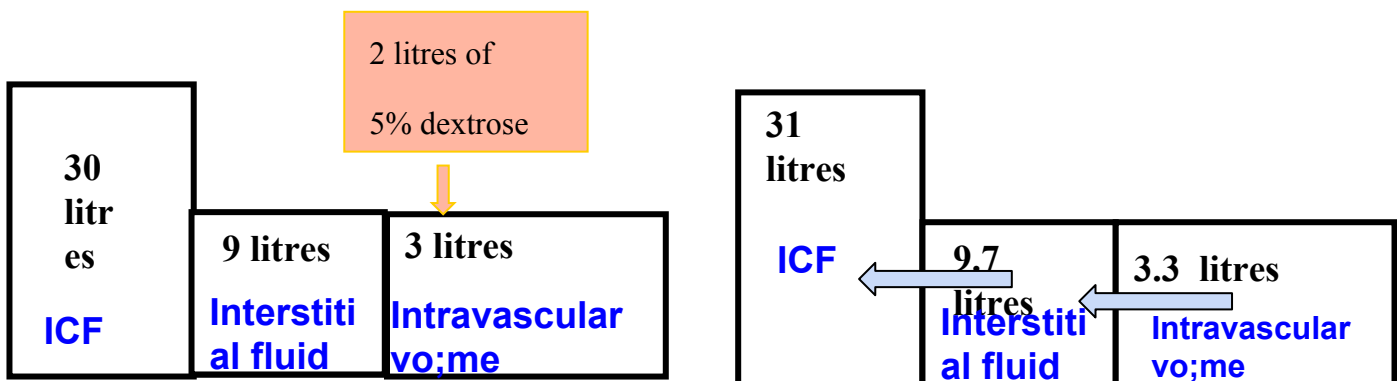 2 litres of
5% dextrose
30
litr
es
ICF
9 litres
Interstiti
al fluid
3 litres
Intravascular
vo;me
31
litres
ICF
9.7
litres
Interstiti
al fluid
3.3 litres
Intravascular
vo;me